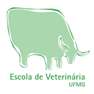 Escola de Veterinária
UFMG